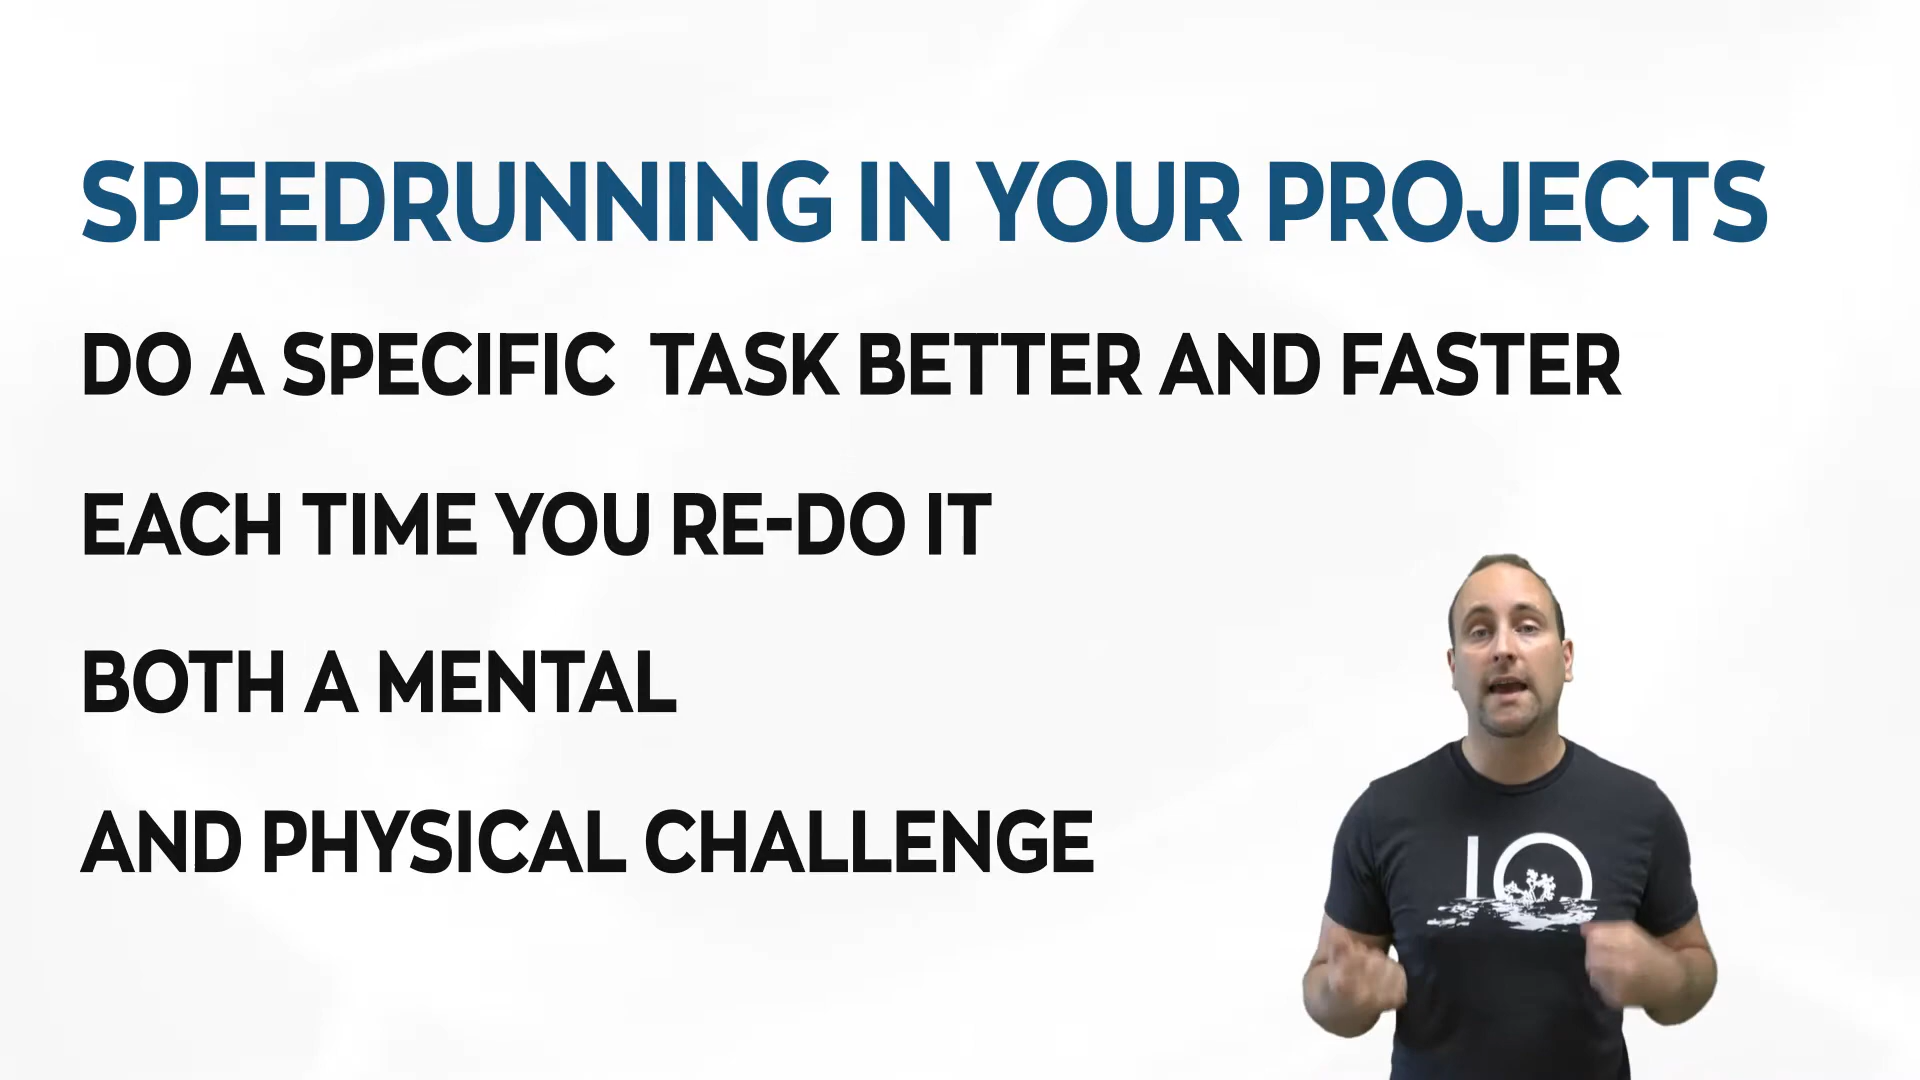 SPEEDRUNNING IN YOUR PROJECTS
DO A SPECIFIC  TASK BETTER AND FASTER
EACH TIME YOU RE-DO IT
BOTH A MENTAL
AND PHYSICAL CHALLENGE
IO